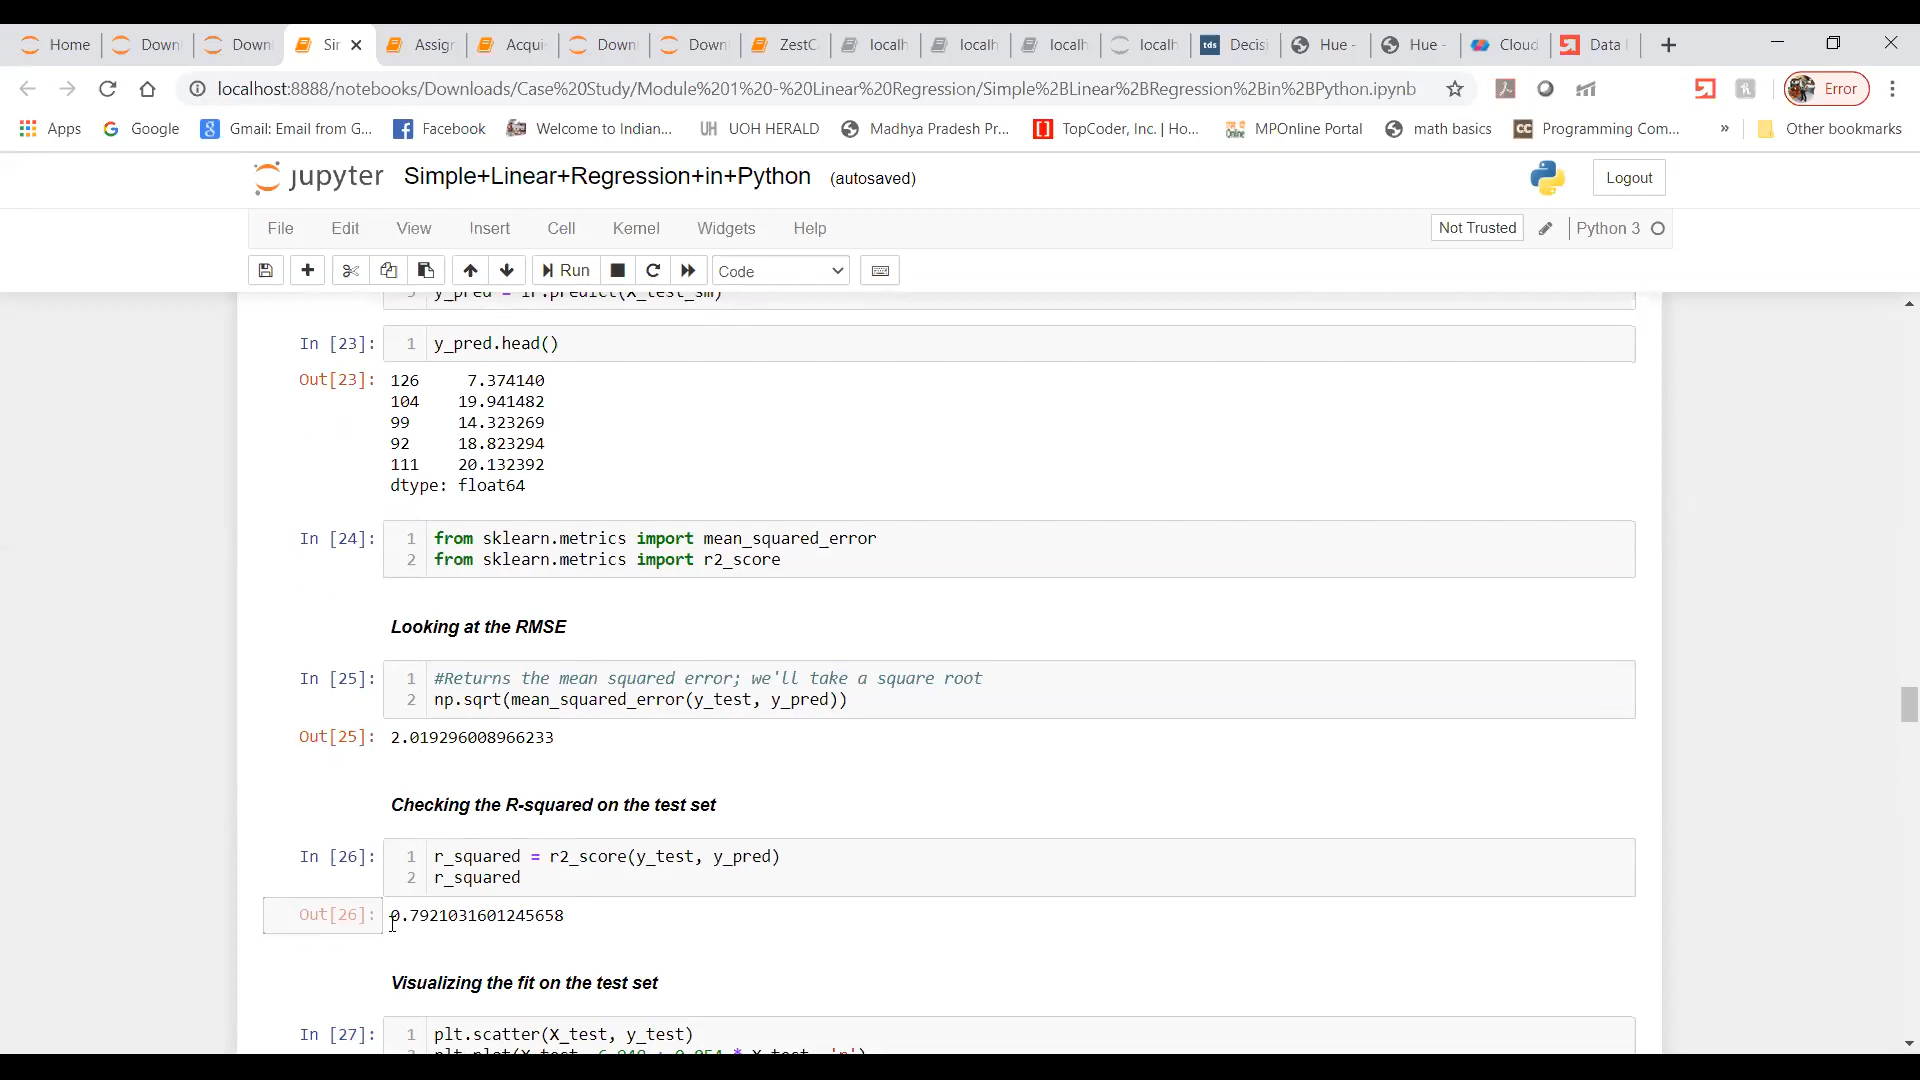 Home
Down
Down
Sir
Assign
Acqui
Down
Down
ZestC
localh
localh
localh
localh
tds Decisi
Hue -
Hue -
Cloud
Data
localhost:8888/notebooks/Downloads/Case%20Study/Module%201%20-%20Linear%20Regression/Simple%2BLinear%2BRegression%2Bin%2BPython.ipynb
Error
Apps
Google
Gmail: Email from G...
Facebook
Welcome to Indian...
UH UOH HERALD
Madhya Pradesh Pr...
TopCoder, Inc. | Ho...
MPOnline Portal
math basics
CC Programming Com...
»
Other bookmarks
jupyter Simple+Linear+Regression+in+Python (autosaved)
Logout
File Edit View Insert Cell Kernel Widgets Help
Not Trusted
Python 3
Run
Code
y_pred = lr.predict(X_test_sm)
In [23]: 1 y_pred.head()
Out[23]: 126 7.374140
104 19.941482
99 14.323269
92 18.823294
111 20.132392
dtype: float64
In [24]: 1 from sklearn.metrics import mean_squared_error
2 from sklearn.metrics import r2_score
Looking at the RMSE
In [25]: 1 #Returns the mean squared error; we'll take a square root
2 np.sqrt(mean_squared_error(y_test, y_pred))
Out[25]: 2.019296008966233
Checking the R-squared on the test set
In [26]: 1 r_squared = r2_score(y_test, y_pred)
2 r_squared
Out[26]: 0.7921031601245658
Visualizing the fit on the test set
In [27]: 1 plt.scatter(X_test, y_test)